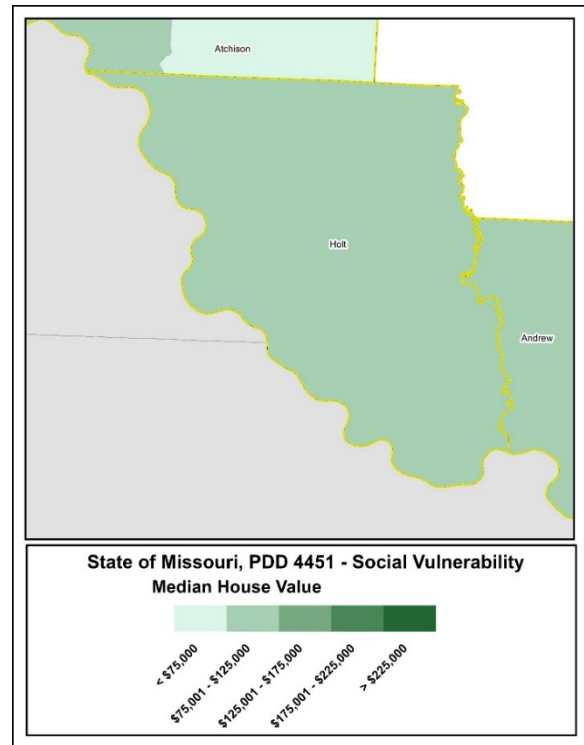 Atchison
Holt
Andrew
State of Missouri, PDD 4451 - Social Vulnerability
Median House Value
< $75,000
$75,001 - $125,000
$125,001 - $175,000
$175,001 - $225,000
> $225,000